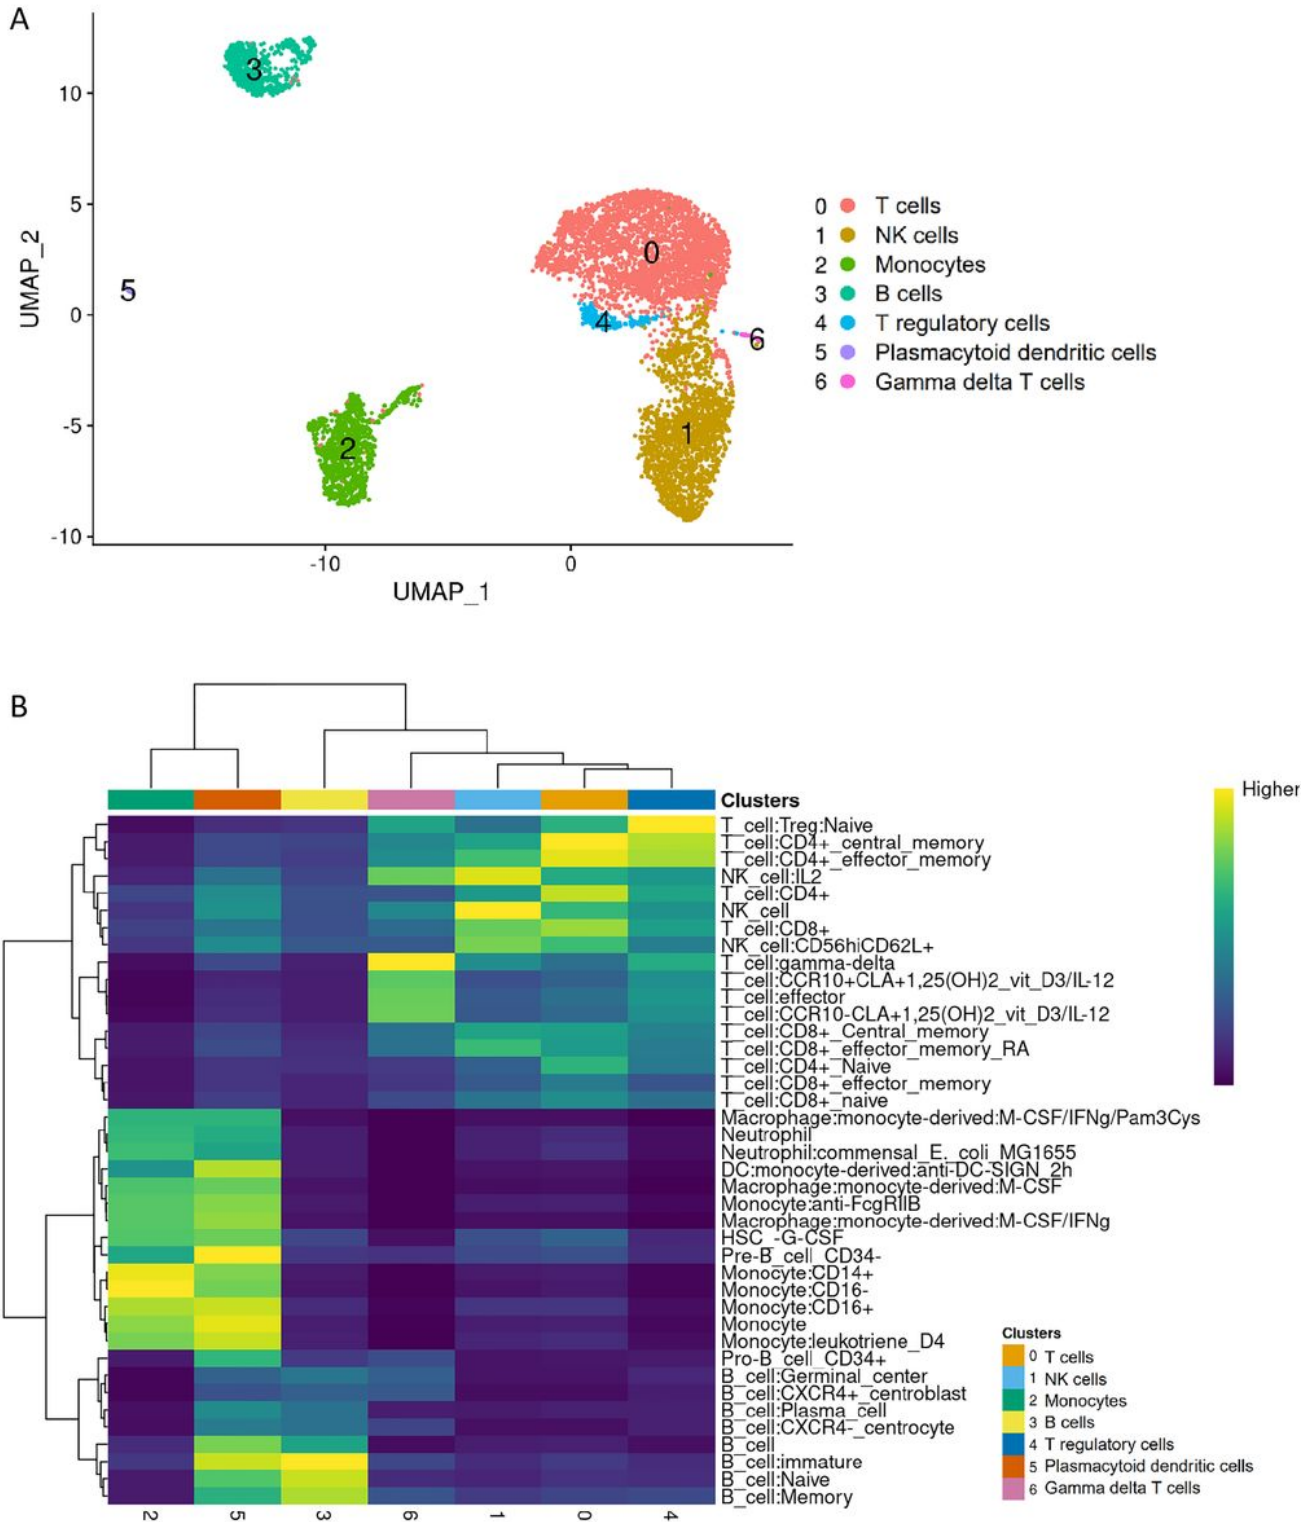 A
10
5
0
-5
-10
UMAP_2
-10
0
UMAP_1
3
0
5
4
6
2
1
0 T cells
1 NK cells
2 Monocytes
3 B cells
4 T regulatory cells
5 Plasmacytoid dendritic cells
6 Gamma delta T cells
B
Clusters
T_cell:Treg:Naive
T_cell:CD4+_central_memory
T_cell:CD4+_effector_memory
NK_cell:IL2
T_cell:CD4+
NK_cell
T_cell:CD8+
NK_cell:CD56hiCD62L+
T_cell:gamma-delta
T_cell:CCR10+CLA+1,25(OH)2_vit_D3/IL-12
T_cell:effector
T_cell:CCR10-CLA+1,25(OH)2_vit_D3/IL-12
T_cell:CD8+_Central_memory
T_cell:CD8+_effector_memory_RA
T_cell:CD4+_Naive
T_cell:CD8+_effector_memory
T_cell:CD8+_naive
Macrophage:monocyte-derived:M-CSF/IFNg/Pam3Cys
Neutrophil
Neutrophil:commensal_E._coli_MG1655
DC:monocyte-derived:anti-DC-SIGN_2h
Macrophage:monocyte-derived:M-CSF
Monocyte:anti-FcgRIIB
Macrophage:monocyte-derived:M-CSF/IFNg
HSC_-G-CSF
Pre-B_cell_CD34-
Monocyte:CD14+
Monocyte:CD16-
Monocyte:CD16+
Monocyte
Monocyte:leukotriene_D4
Pro-B_cell_CD34+
B_cell:Germinal_center
B_cell:CXCR4+_centroblast
B_cell:Plasma_cell
B_cell:CXCR4-_centrocyte
B_cell
B_cell:immature
B_cell:Naive
B_cell:Memory
2 5 3 6 1 0 4
Higher
Clusters
0 T cells
1 NK cells
2 Monocytes
3 B cells
4 T regulatory cells
5 Plasmacytoid dendritic cells
6 Gamma delta T cells